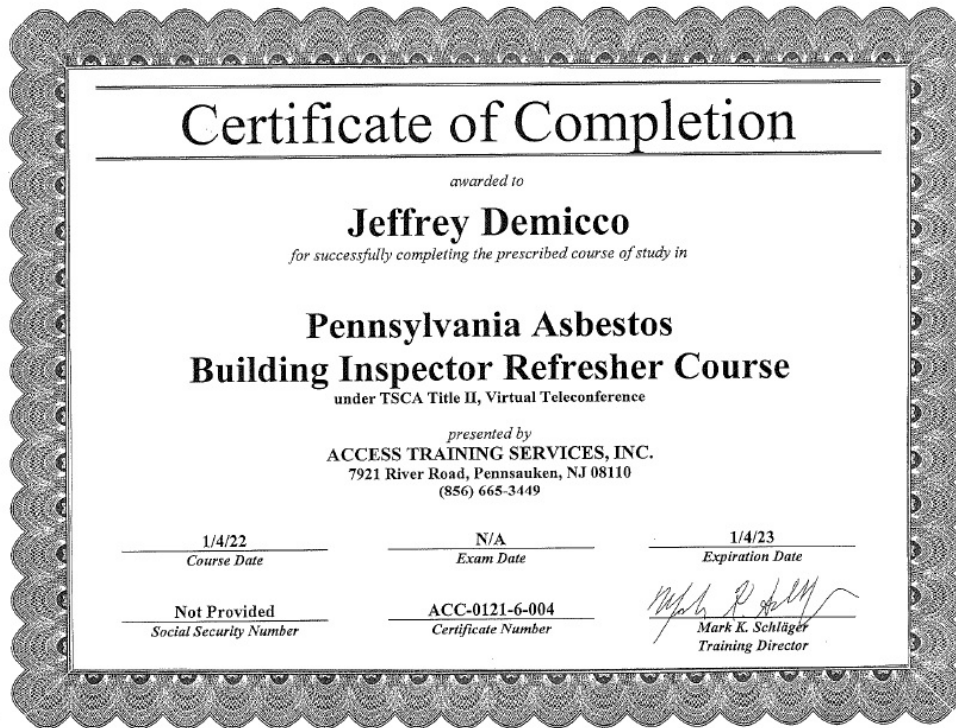 Certificate of Completion
awarded to
Jeffrey Demicco
for successfully completing the prescribed course of study in
Pennsylvania Asbestos
Building Inspector Refresher Course
under TSCA Title II, Virtual Teleconference
presented by
ACCESS TRAINING SERVICES, INC.
7921 River Road, Pennsauken, NJ 08110
(856) 665-3449
1/4/22 N/A 1/4/23
Course Date Exam Date Expiration Date
Not Provided ACC-0121-6-004
Social Security Number Certificate Number Mark K. Schläger
Training Director